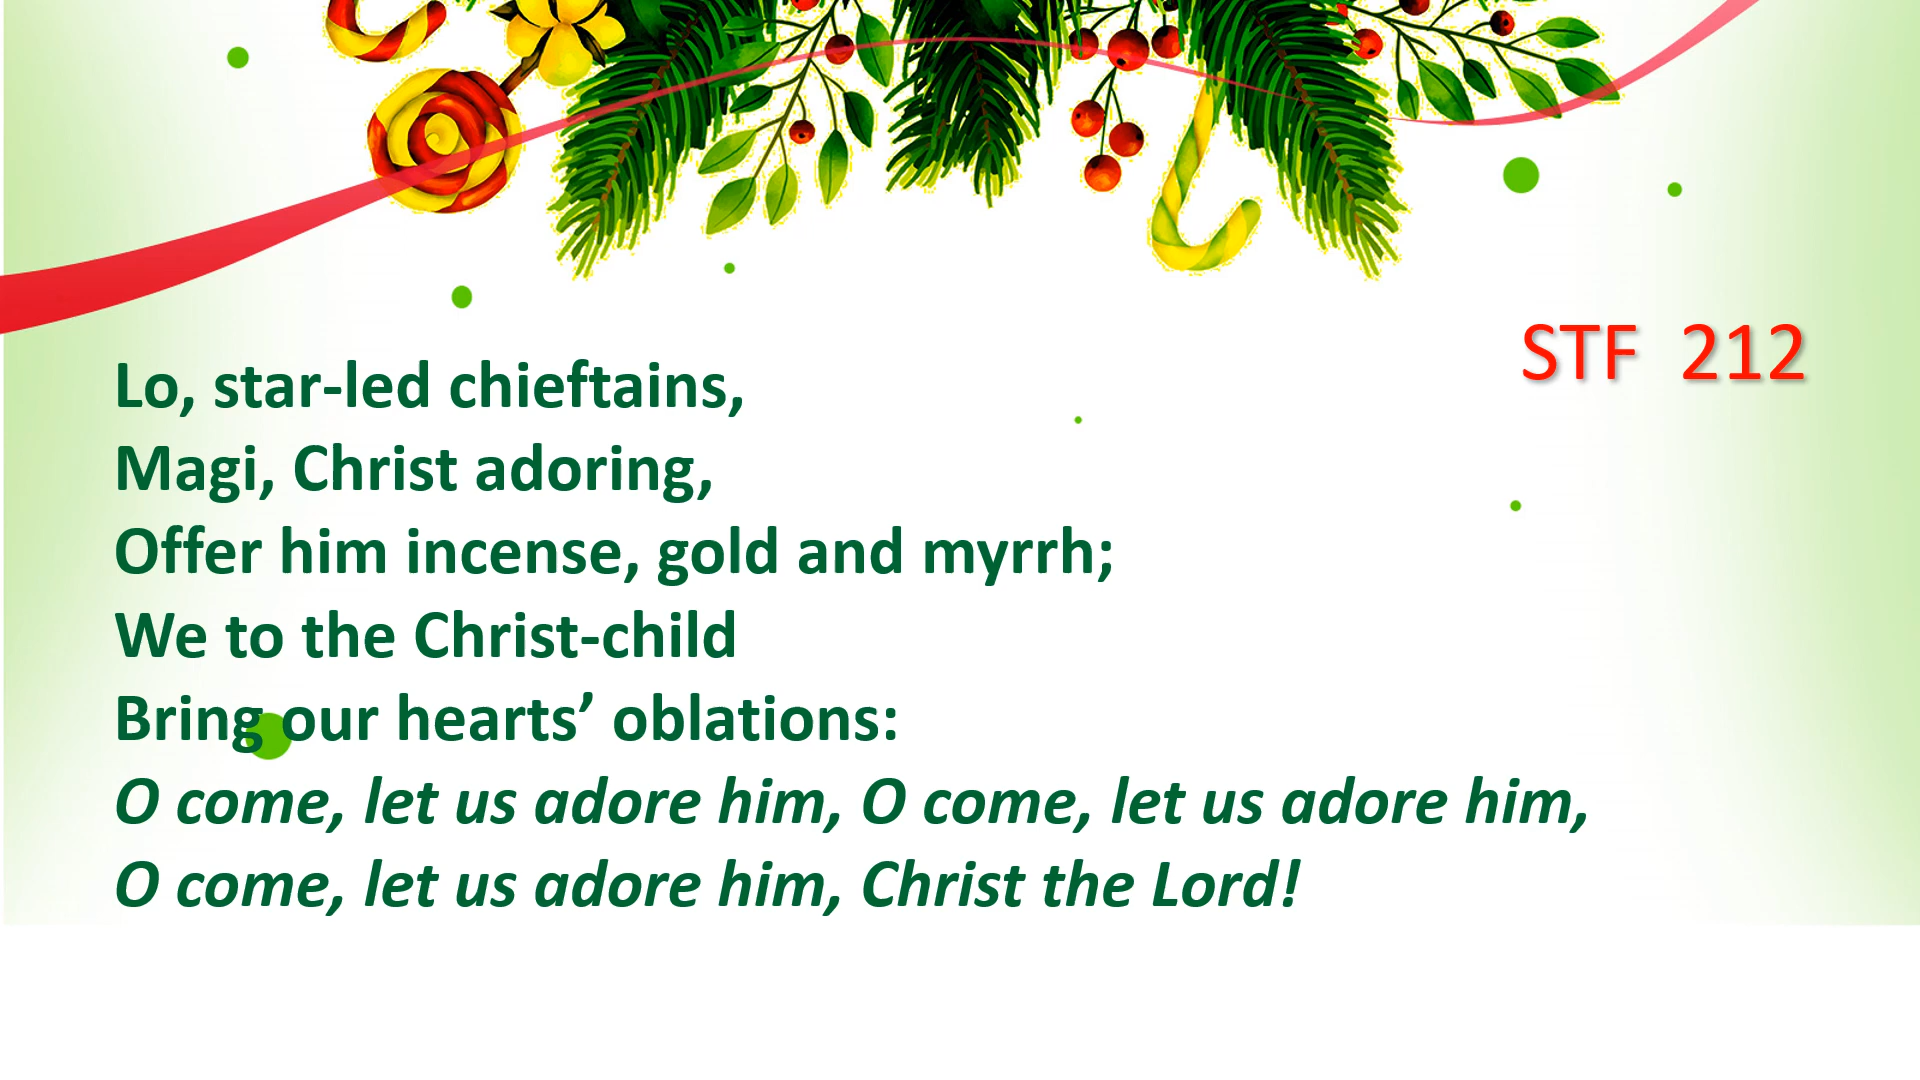 STF 212
Lo, star-led chieftains,
Magi, Christ adoring,
Offer him incense, gold and myrrh;
We to the Christ-child
Bring our hearts’ oblations:
O come, let us adore him, O come, let us adore him,
O come, let us adore him, Christ the Lord!